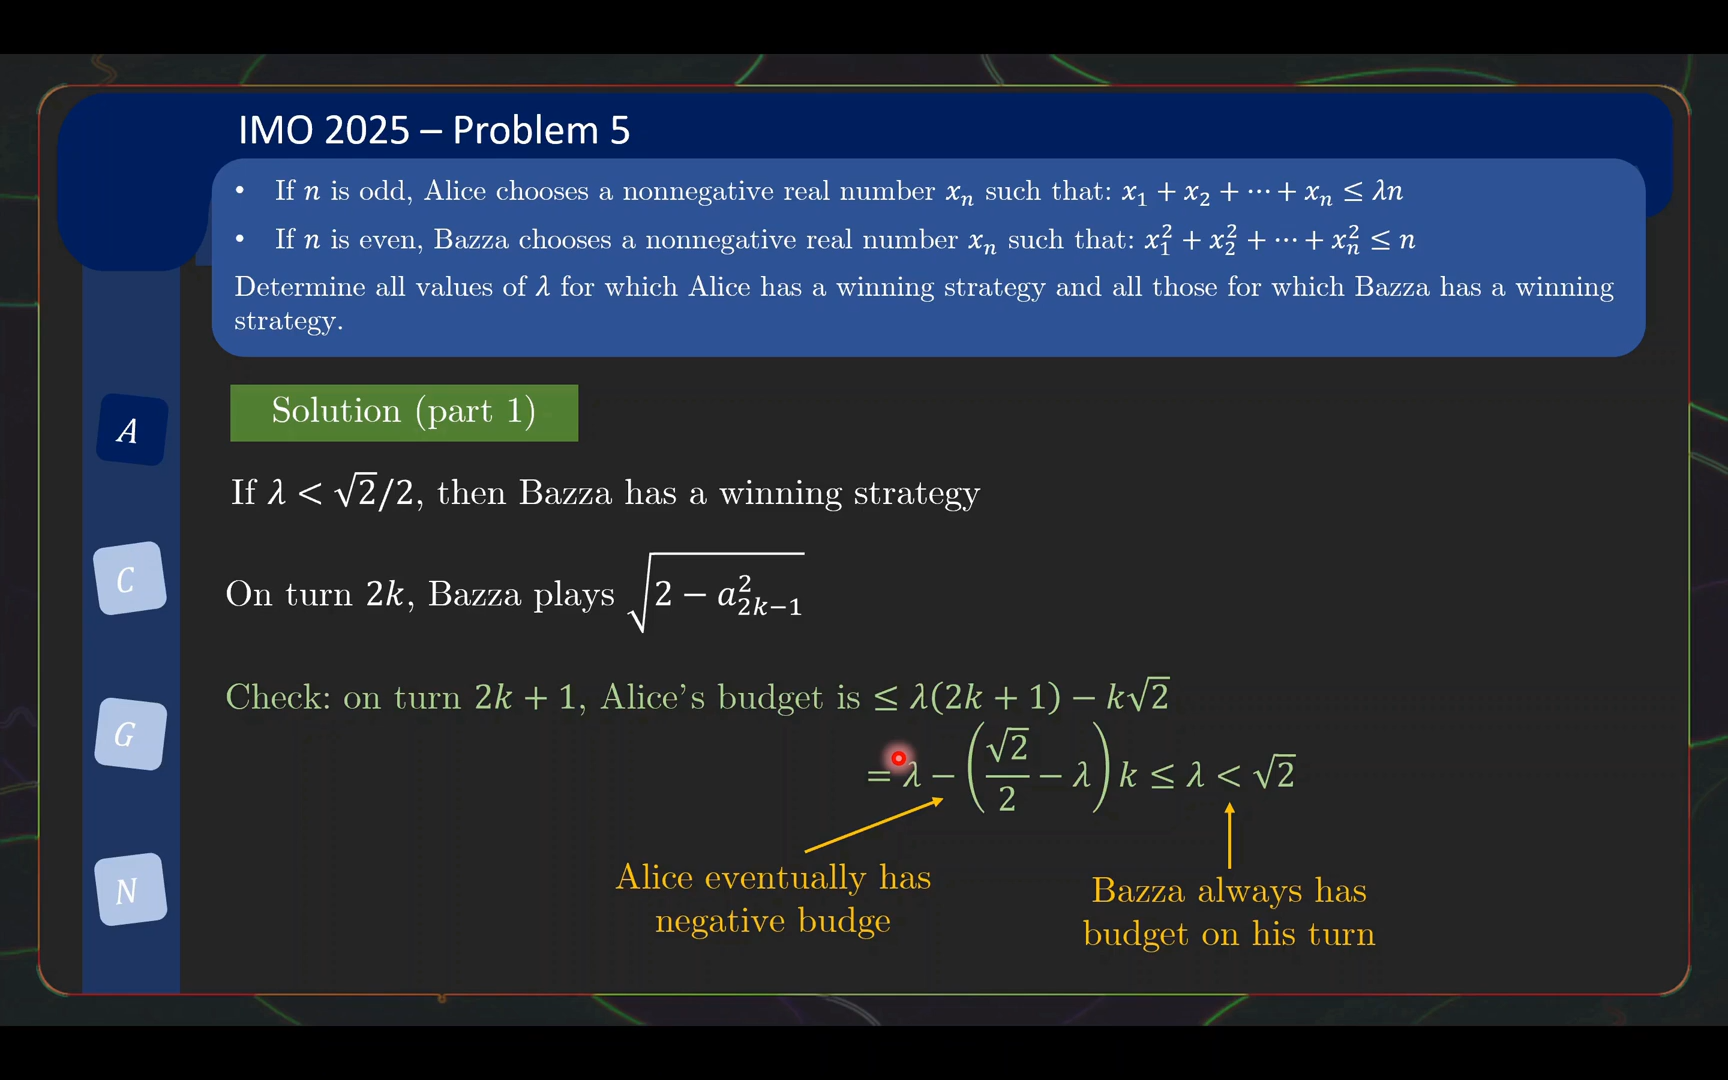 IMO 2025 – Problem 5
• If n is odd, Alice chooses a nonnegative real number xₙ such that: x₁ + x₂ + ⋯ + xₙ ≤ λn
• If n is even, Bazza chooses a nonnegative real number xₙ such that: x₁² + x₂² + ⋯ + xₙ² ≤ n
Determine all values of λ for which Alice has a winning strategy and all those for which Bazza has a winning
strategy.
Solution (part 1)
A
If λ < √2/2, then Bazza has a winning strategy
C
On turn 2k, Bazza plays √(2 − a²₂ₖ₋₁)
G
Check: on turn 2k + 1, Alice's budget is ≤ λ(2k + 1) − k√2
= λ − (√2/2 − λ) k ≤ λ < √2
N
Alice eventually has
negative budge
Bazza always has
budget on his turn